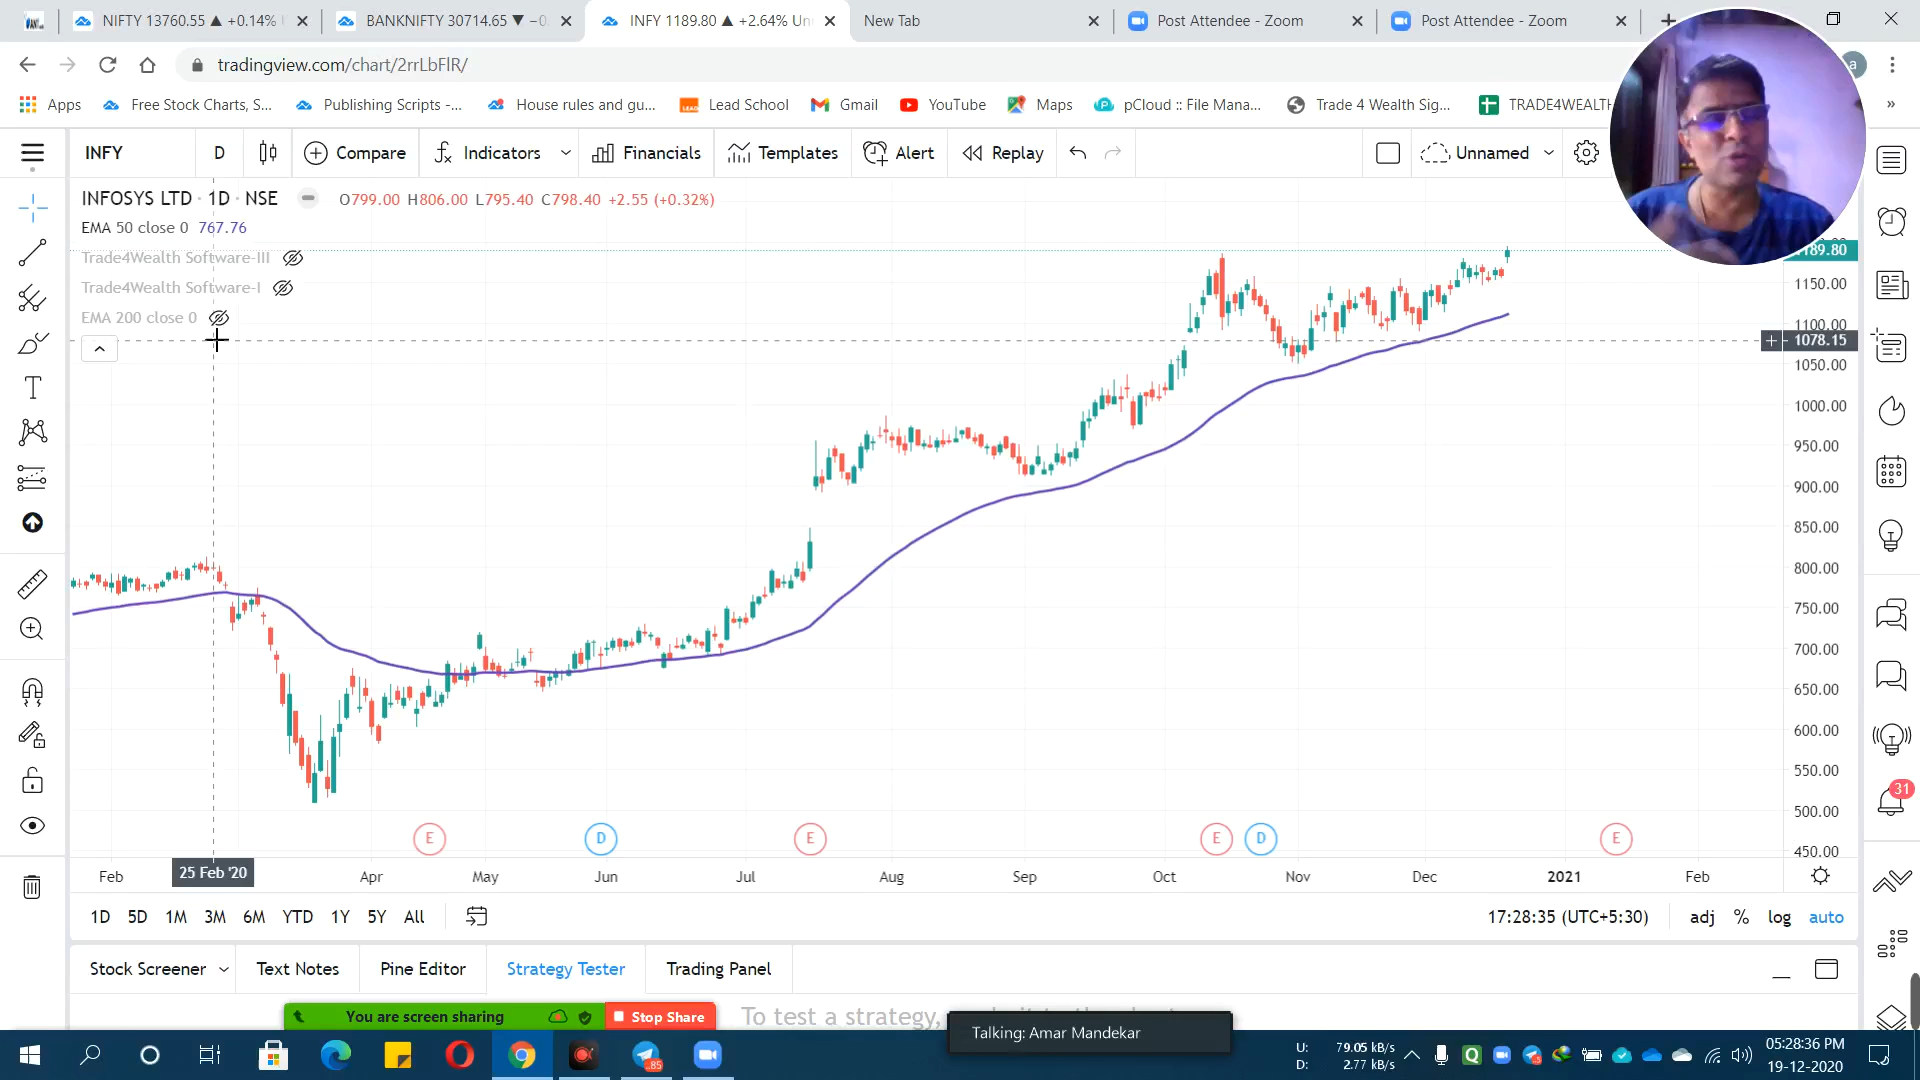 NIFTY 13760.55 ▲ +0.14%
BANKNIFTY 30714.65 ▼ −0.
INFY 1189.80 ▲ +2.64% Un
New Tab
Post Attendee - Zoom
Post Attendee - Zoom
tradingview.com/chart/2rrLbFlR/
a
Apps
Free Stock Charts, S...
Publishing Scripts -...
House rules and gu...
LEAD Lead School
Gmail
YouTube
Maps
pCloud :: File Mana...
Trade 4 Wealth Sig...
TRADE4WEALTH
»
INFY
D
Compare
Indicators
Financials
Templates
Alert
Replay
Unnamed
INFOSYS LTD · 1D · NSE
O799.00 H806.00 L795.40 C798.40 +2.55 (+0.32%)
EMA 50 close 0 767.76
Trade4Wealth Software-III
Trade4Wealth Software-I
EMA 200 close 0
189.80
1150.00
1100.00
1078.15
1050.00
1000.00
950.00
900.00
850.00
800.00
750.00
700.00
650.00
600.00
550.00
500.00
450.00
31
E
D
E
E
D
E
Feb
25 Feb '20
Apr
May
Jun
Jul
Aug
Sep
Oct
Nov
Dec
2021
Feb
1D 5D 1M 3M 6M YTD 1Y 5Y All
17:28:35 (UTC+5:30)
adj % log auto
Stock Screener
Text Notes
Pine Editor
Strategy Tester
Trading Panel
You are screen sharing
Stop Share
To test a strategy,
Talking: Amar Mandekar
85
U: 79.05 kB/s
D: 2.77 kB/s
05:28:36 PM
19-12-2020